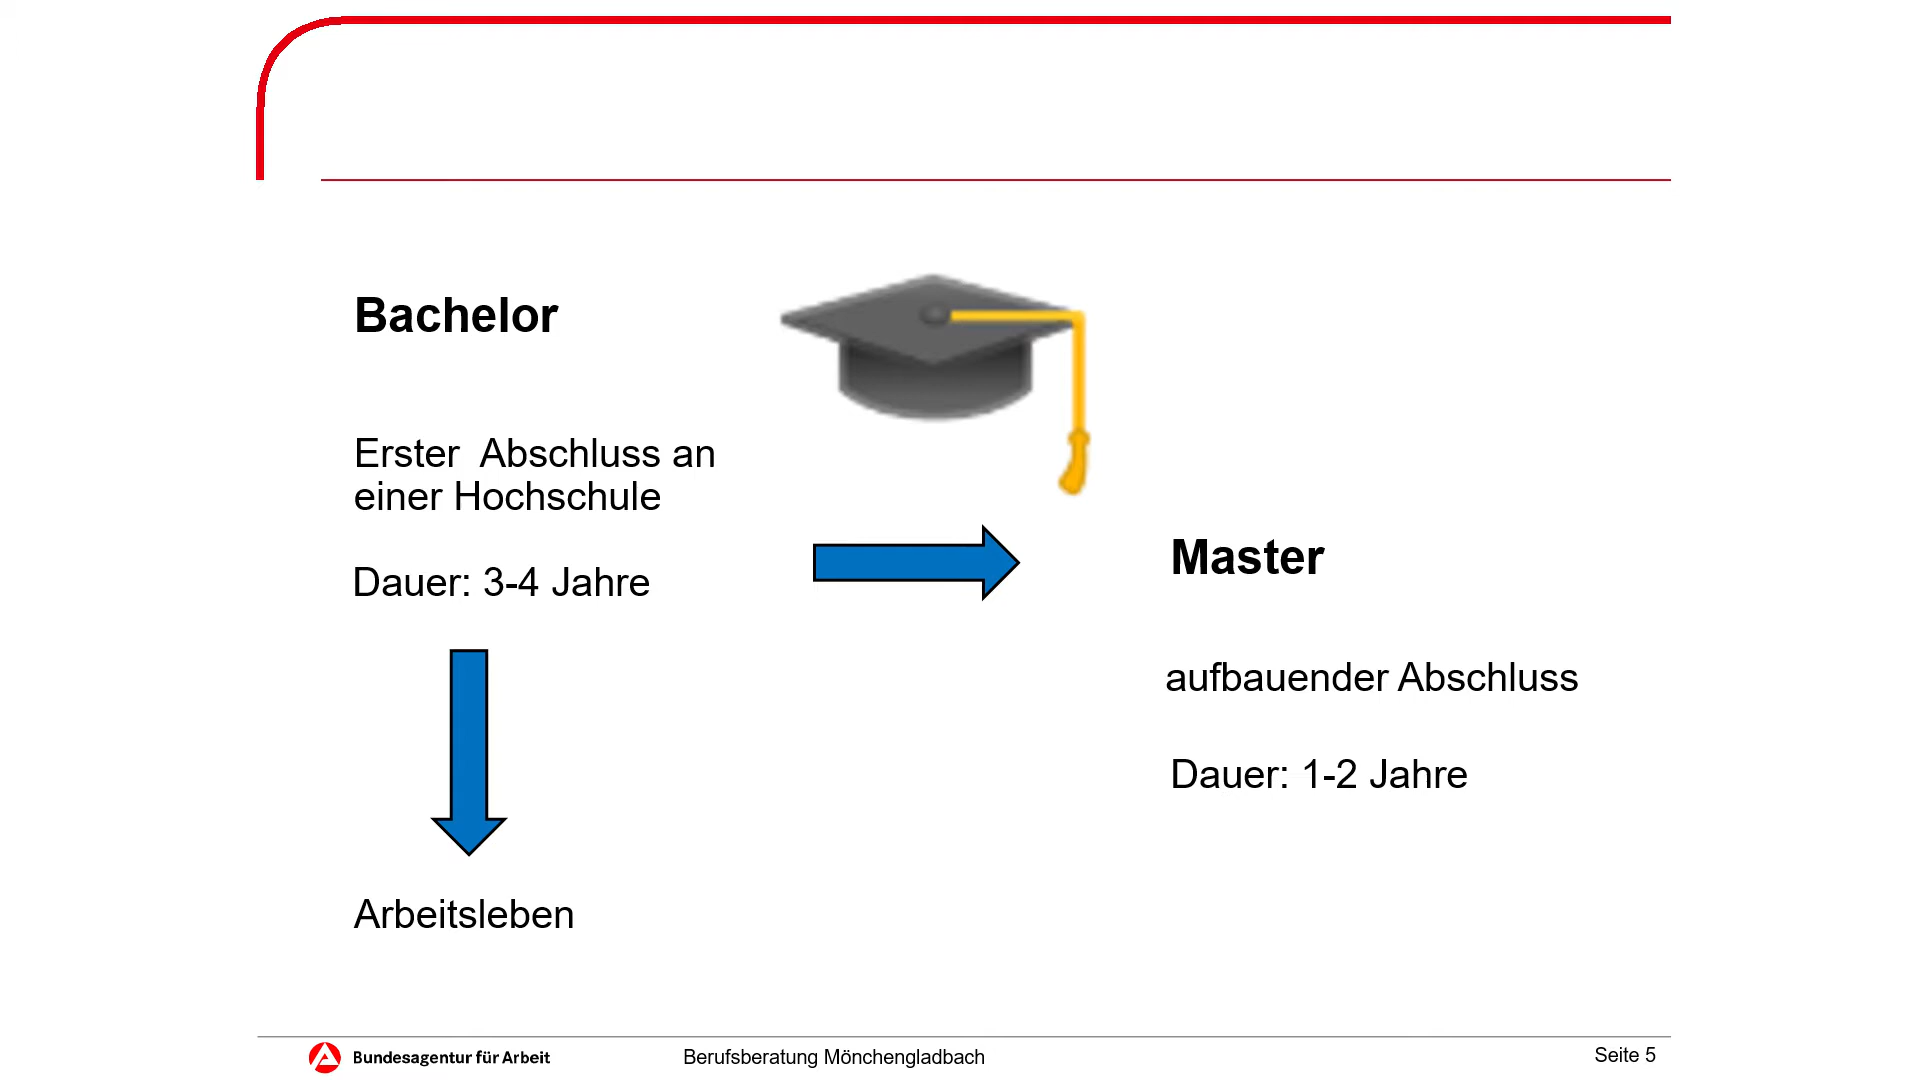 Bachelor
Erster  Abschluss an
einer Hochschule
Dauer: 3-4 Jahre
Arbeitsleben
Master
aufbauender Abschluss
Dauer: 1-2 Jahre
Bundesagentur für Arbeit
Berufsberatung Mönchengladbach
Seite 5